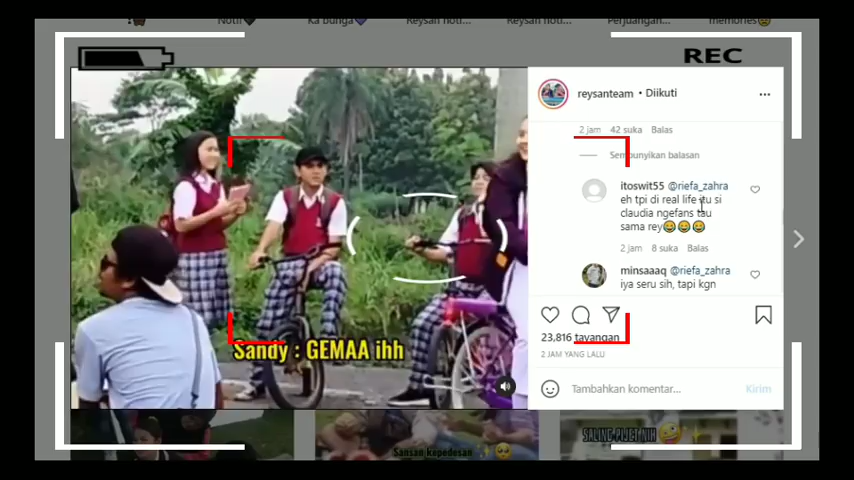 Notif
Ka bunga
Reysan noti...
Reysan noti...
Perjuangan...
memories
REC
reysanteam • Diikuti
2 jam 42 suka Balas
Sembunyikan balasan
itoswit55 @riefa_zahra
eh tpi di real life itu si
claudia ngefans tau
sama rey😂😂😂
2 jam 8 suka Balas
minsaaaq @riefa_zahra
iya seru sih, tapi kgn
23,816 tayangan
2 JAM YANG LALU
Tambahkan komentar...
Kirim
Sandy : GEMAA ihh
Sansan kepedesan
SALING PIJET NIH